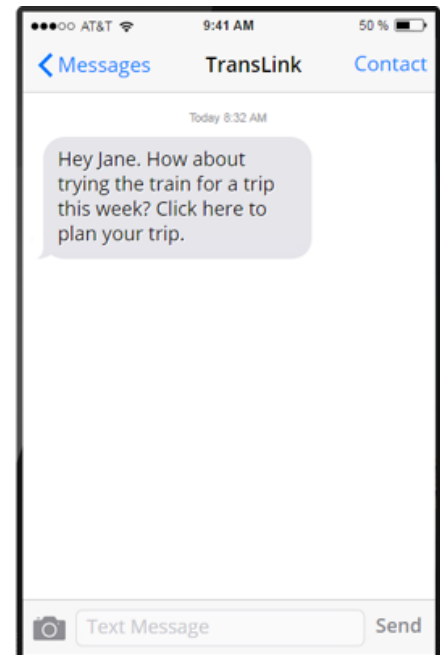 AT&T 9:41 AM 50 %
Messages TransLink Contact
Today 8:32 AM
Hey Jane. How about
trying the train for a trip
this week? Click here to
plan your trip.
Text Message Send